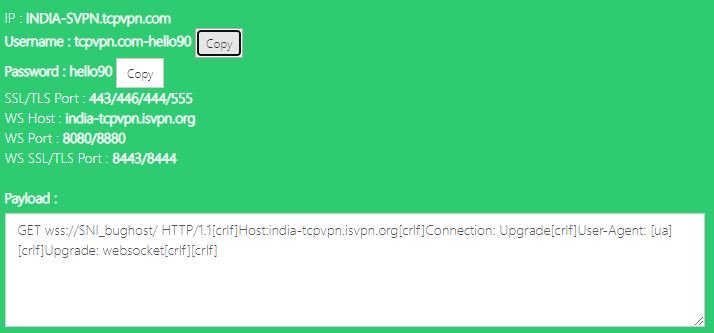 IP : INDIA-SVPN.tcpvpn.com
Username : tcpvpn.com-hello90 Copy
Password : hello90 Copy
SSL/TLS Port : 443/446/444/555
WS Host : india-tcpvpn.isvpn.org
WS Port : 8080/8880
WS SSL/TLS Port : 8443/8444
Payload :
GET wss://SNI_bughost/ HTTP/1.1[crlf]Host:india-tcpvpn.isvpn.org[crlf]Connection: Upgrade[crlf]User-Agent: [ua]
[crlf]Upgrade: websocket[crlf][crlf]